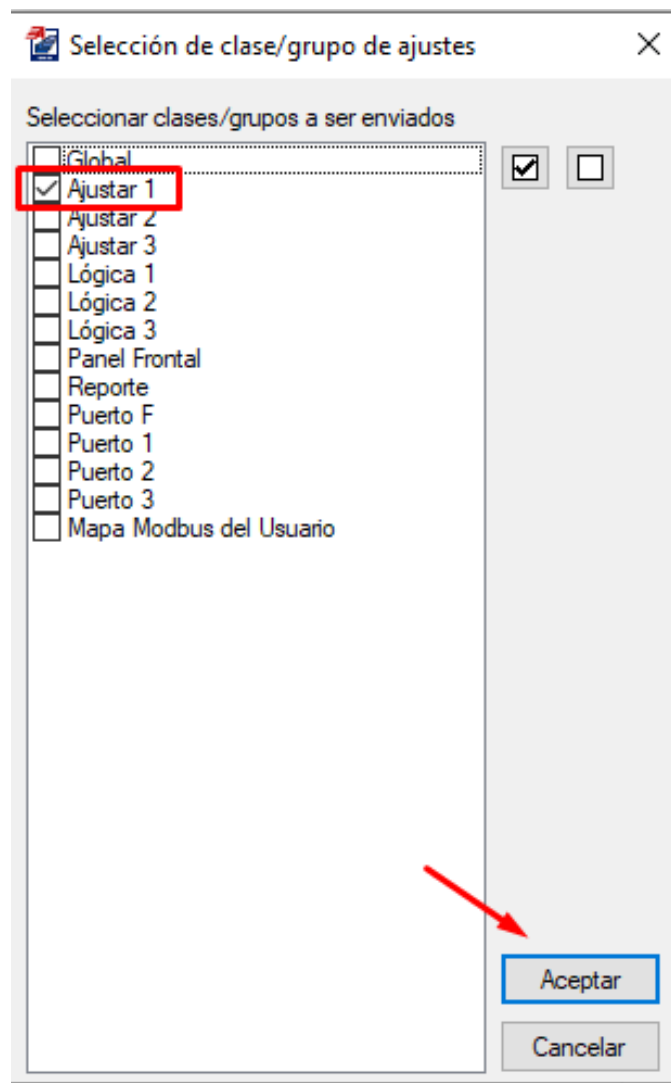 Selección de clase/grupo de ajustes
Seleccionar clases/grupos a ser enviados
Global
Ajustar 1
Ajustar 2
Ajustar 3
Lógica 1
Lógica 2
Lógica 3
Panel Frontal
Reporte
Puerto F
Puerto 1
Puerto 2
Puerto 3
Mapa Modbus del Usuario
Aceptar
Cancelar